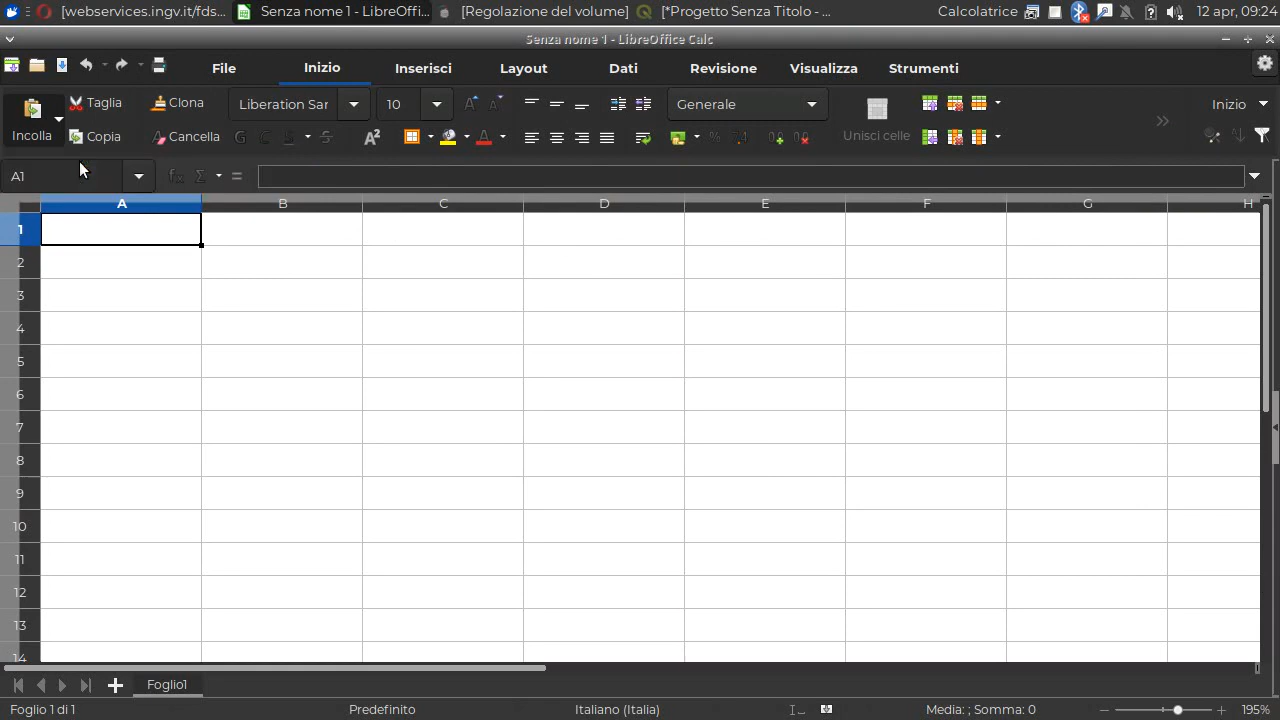 [webservices.ingv.it/fds... Senza nome 1 - LibreOffi... [Regolazione del volume] [*Progetto Senza Titolo - ... Calcolatrice 12 apr, 09:24
Senza nome 1 - LibreOffice Calc
File Inizio Inserisci Layout Dati Revisione Visualizza Strumenti
Incolla Taglia Clona Liberation Sar 10 Generale Unisci celle Inizio
Copia Cancella
A1
A B C D E F G H
1
2
3
4
5
6
7
8
9
10
11
12
13
14
Foglio1
Foglio 1 di 1 Predefinito Italiano (Italia) Media: ; Somma: 0 195%